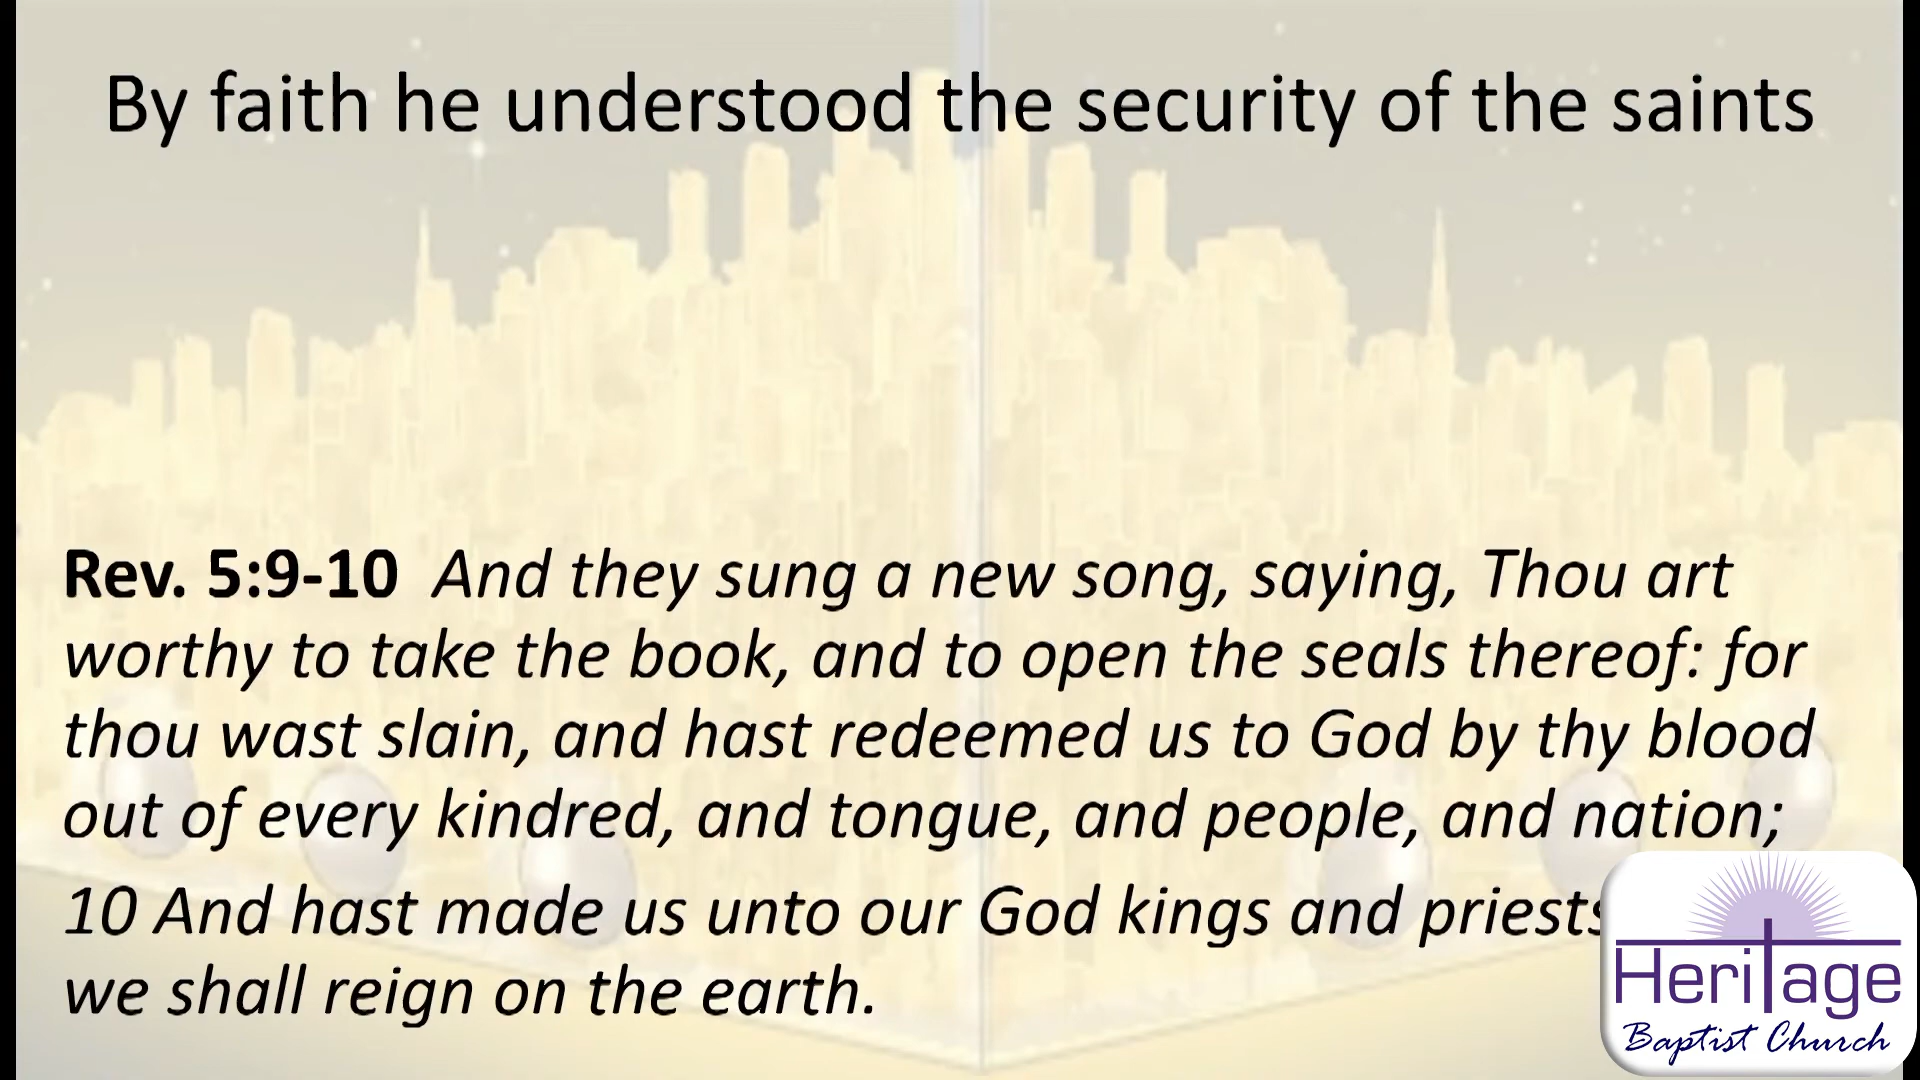 By faith he understood the security of the saints
Rev. 5:9-10 And they sung a new song, saying, Thou art
worthy to take the book, and to open the seals thereof: for
thou wast slain, and hast redeemed us to God by thy blood
out of every kindred, and tongue, and people, and nation;
10 And hast made us unto our God kings and priests
we shall reign on the earth.
Heritage
Baptist Church